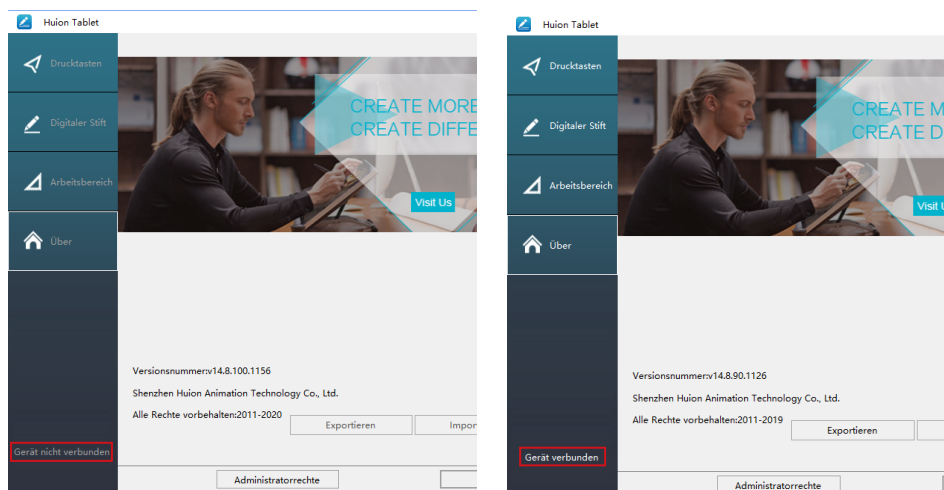 Huion Tablet
Drucktasten
Digitaler Stift
Arbeitsbereich
Über
CREATE MORE
CREATE DIFFE
Visit Us
Versionsnummer:v14.8.100.1156
Shenzhen Huion Animation Technology Co., Ltd.
Alle Rechte vorbehalten:2011-2020
Exportieren
Impor
Gerät nicht verbunden
Administratorrechte
Huion Tablet
Drucktasten
Digitaler Stift
Arbeitsbereich
Über
CREATE M
CREATE D
Visit U
Versionsnummer:v14.8.90.1126
Shenzhen Huion Animation Technology Co., Ltd.
Alle Rechte vorbehalten:2011-2019
Exportieren
Gerät verbunden
Administratorrechte